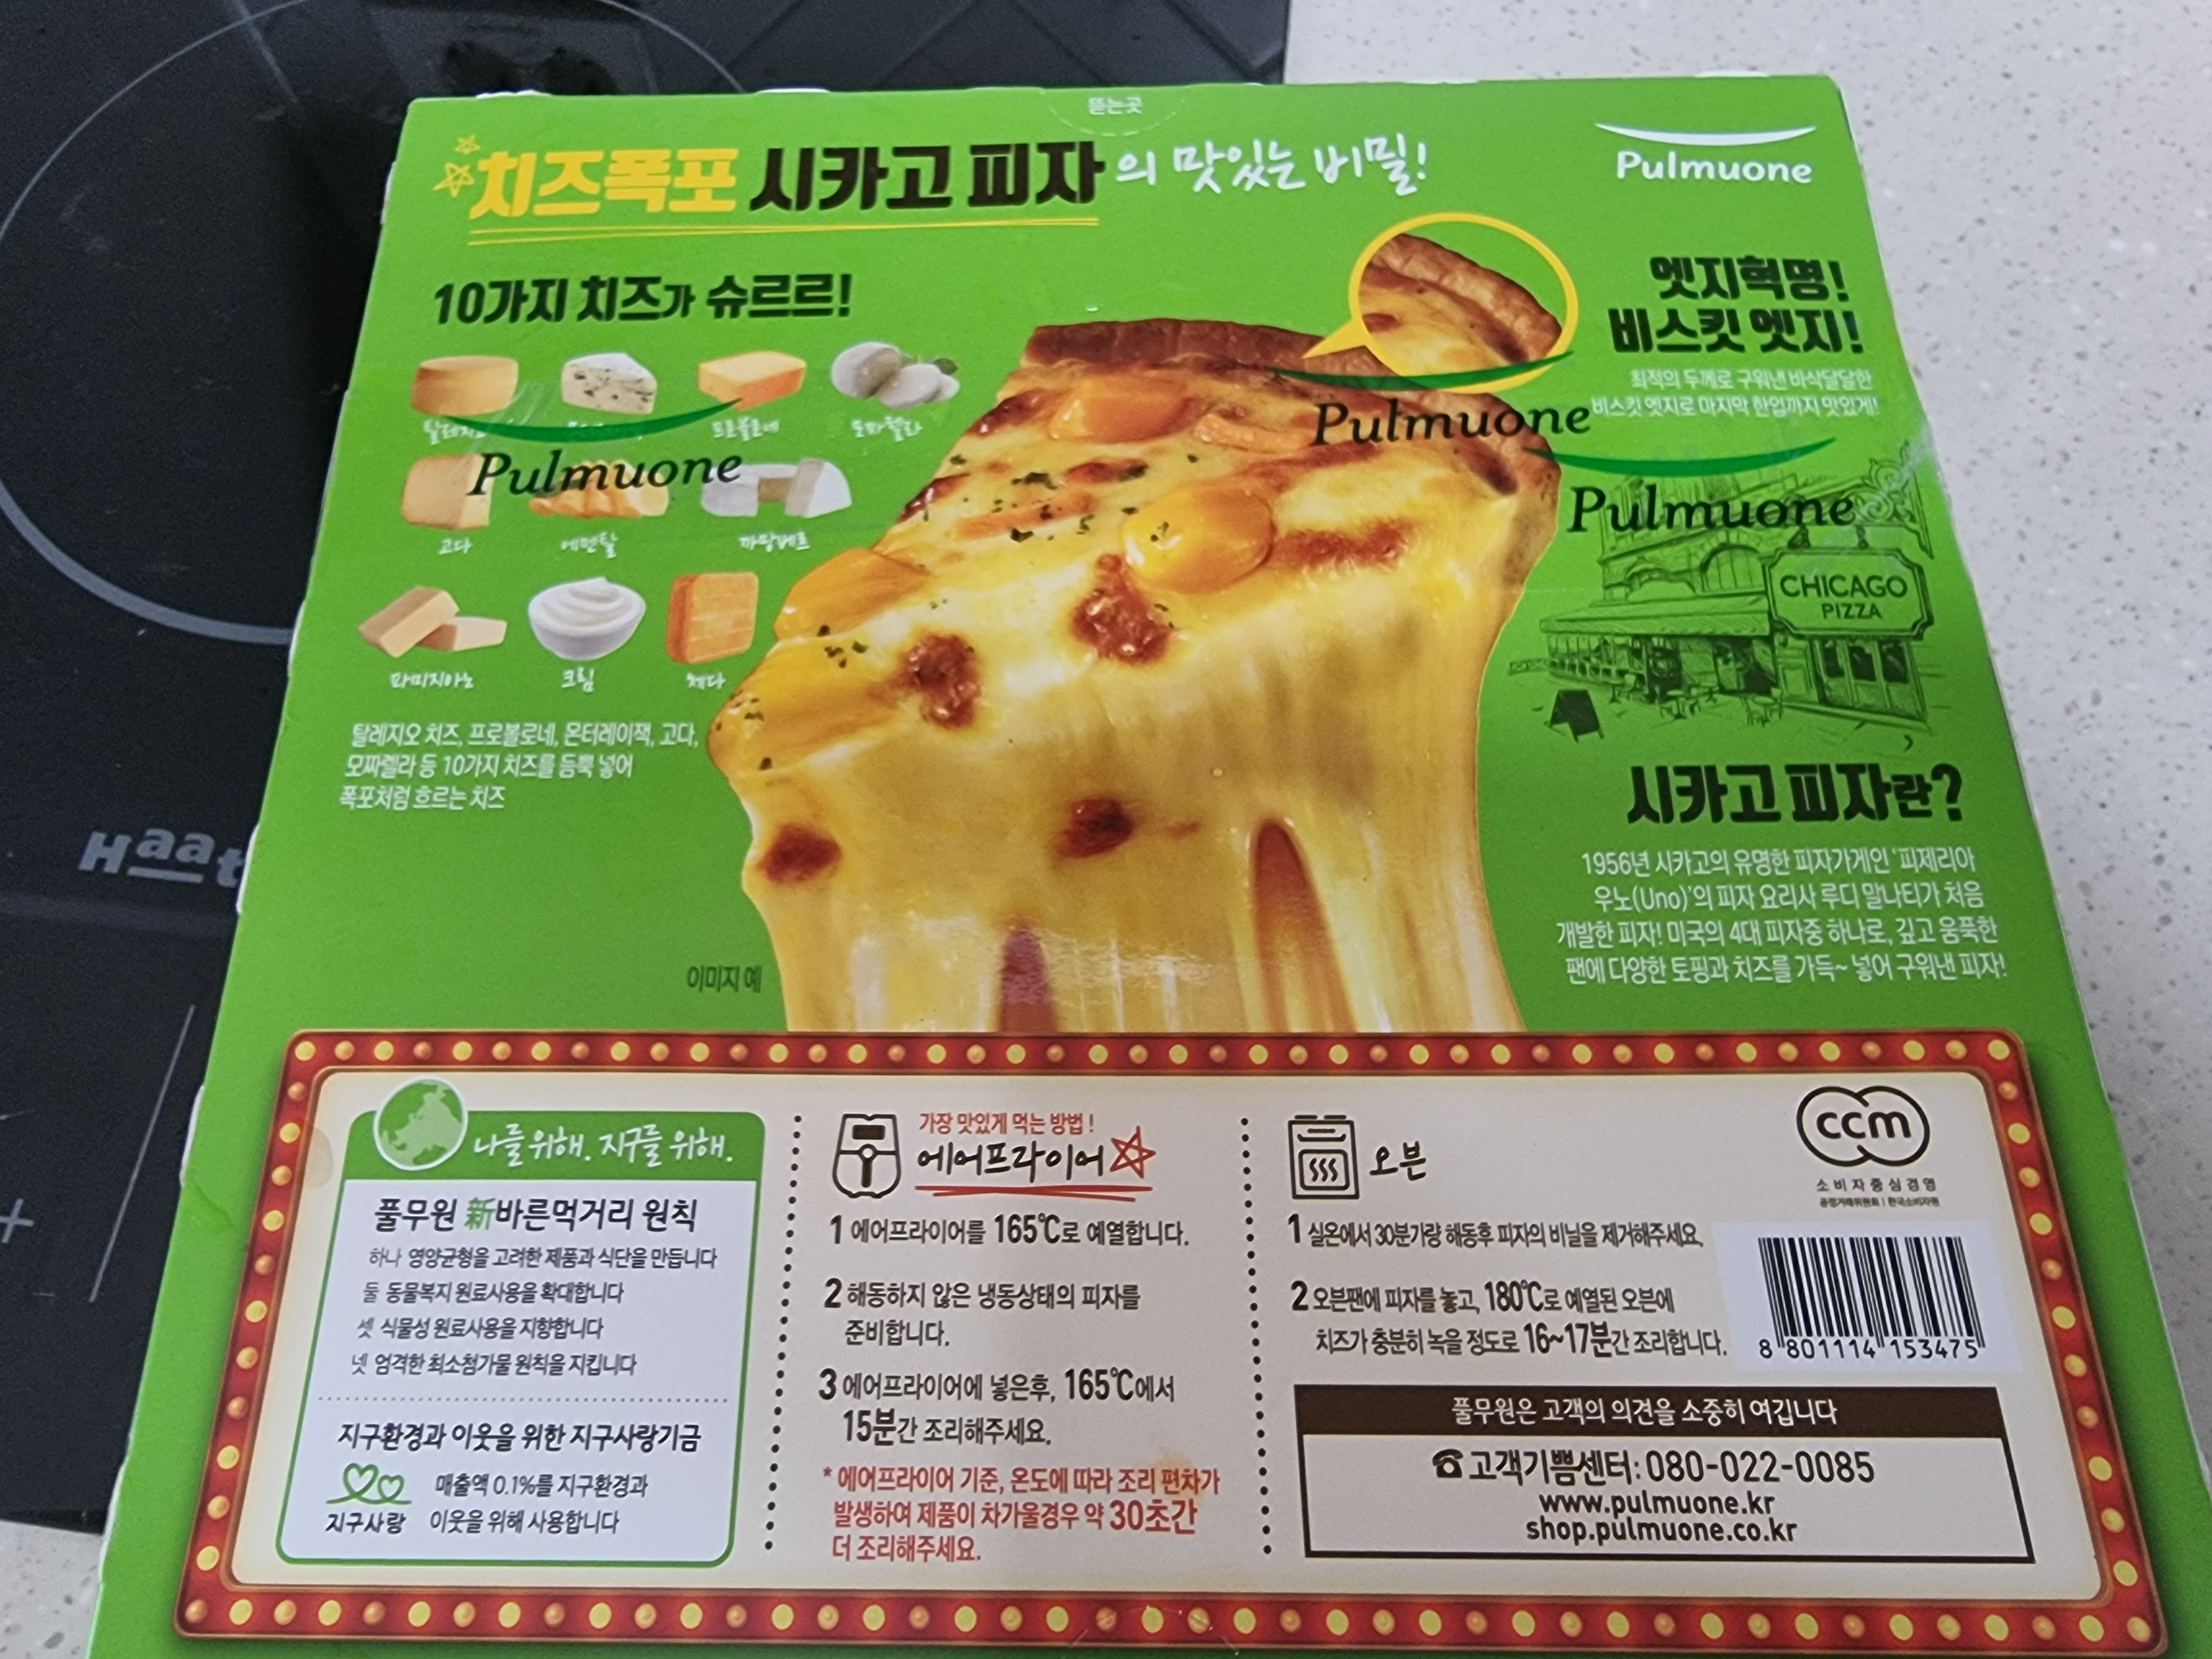 뜯는곳
치즈폭포 시카고 피자의 맛있는 비밀!
Pulmuone
10가지 치즈가 슈르르!
프로볼로네 모짜렐라
Pulmuone
고다 에멘탈 까망베르
파미지아노 크림 체다
탈레지오 치즈, 프로볼로네, 몬터레이잭, 고다,
모짜렐라 등 10가지 치즈를 듬뿍 넣어
폭포처럼 흐르는 치즈
이미지 예
엣지혁명!
비스킷 엣지!
최적의 두께로 구워낸 바삭달달한
비스킷 엣지로 마지막 한입까지 맛있게!
Pulmuone
Pulmuone
CHICAGO
PIZZA
시카고 피자란?
1956년 시카고의 유명한 피자가게인 '피제리아
우노(Uno)'의 피자 요리사 루디 말나티가 처음
개발한 피자! 미국의 4대 피자중 하나로, 깊고 움푹한
팬에 다양한 토핑과 치즈를 가득~ 넣어 구워낸 피자!
Haat
나를 위해. 지구를 위해.
풀무원 新바른먹거리 원칙
하나 영양균형을 고려한 제품과 식단을 만듭니다
둘 동물복지 원료사용을 확대합니다
셋 식물성 원료사용을 지향합니다
넷 엄격한 최소첨가물 원칙을 지킵니다
지구환경과 이웃을 위한 지구사랑기금
지구사랑
매출액 0.1%를 지구환경과
이웃을 위해 사용합니다
가장 맛있게 먹는 방법!
에어프라이어
1 에어프라이어를 165℃로 예열합니다.
2 해동하지 않은 냉동상태의 피자를
준비합니다.
3 에어프라이어에 넣은후, 165℃에서
15분간 조리해주세요.
* 에어프라이어 기준, 온도에 따라 조리 편차가
발생하여 제품이 차가울경우 약 30초간
더 조리해주세요.
오븐
1 실온에서 30분가량 해동후 피자의 비닐을 제거해주세요.
2 오븐팬에 피자를 놓고, 180℃로 예열된 오븐에
치즈가 충분히 녹을 정도로 16~17분간 조리합니다.
ccm
소비자중심경영
공정거래위원회 | 한국소비자원
8 801114 153475
풀무원은 고객의 의견을 소중히 여깁니다
☎고객기쁨센터: 080-022-0085
www.pulmuone.kr
shop.pulmuone.co.kr